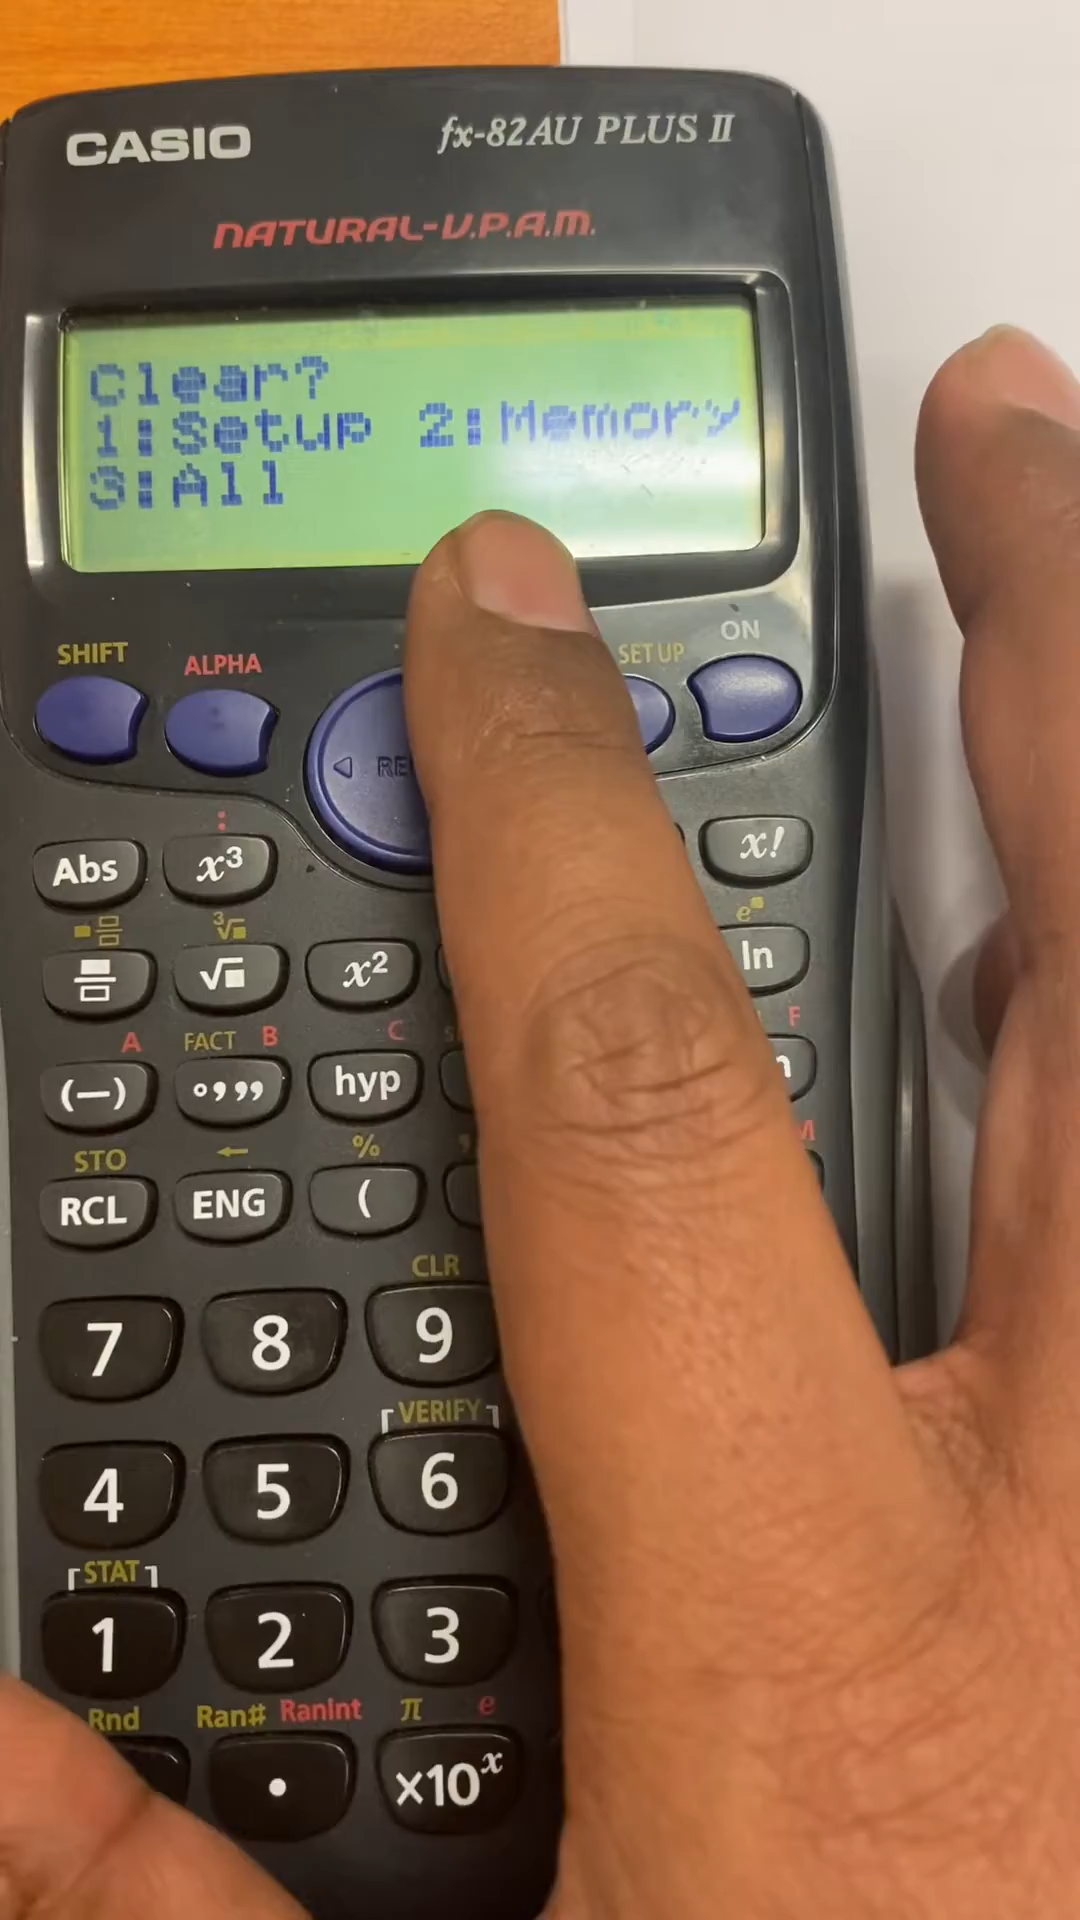 CASIO fx-82AU PLUS II
NATURAL-V.P.A.M.
Clear?
1:Setup 2:Memory
3:All
SHIFT ALPHA SETUP ON
Abs x³ x!
³√■ e■
√■ x² ln
A FACT B C F
(—) °,,, hyp
STO ← % M
RCL ENG (
CLR
7 8 9
VERIFY
4 5 6
STAT
1 2 3
Rnd Ran# RanInt π e
• ×10ˣ